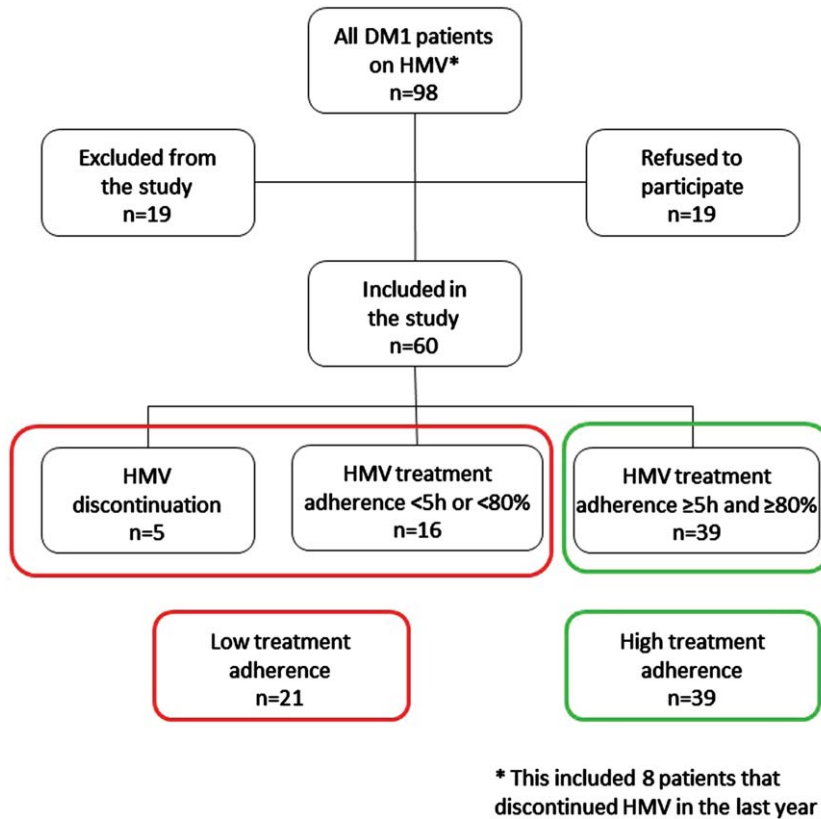 All DM1 patients
on HMV*
n=98
Excluded from
the study
n=19
Refused to
participate
n=19
Included in
the study
n=60
HMV
discontinuation
n=5
HMV treatment
adherence <5h or <80%
n=16
HMV treatment
adherence ≥5h and ≥80%
n=39
Low treatment
adherence
n=21
High treatment
adherence
n=39
* This included 8 patients that
discontinued HMV in the last year